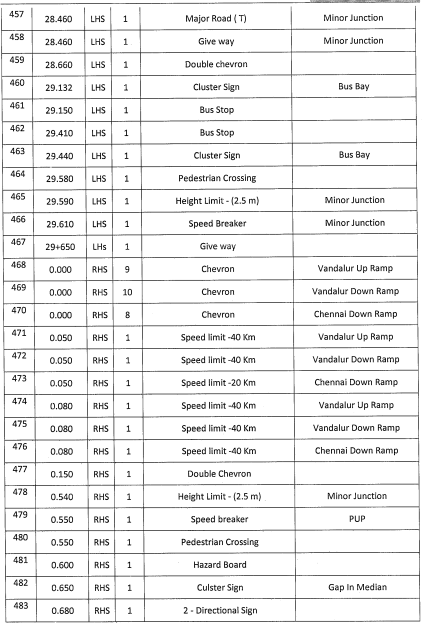 457 28.460 LHS 1 Major Road ( T) Minor Junction
458 28.460 LHS 1 Give way Minor Junction
459 28.660 LHS 1 Double chevron
460 29.132 LHS 1 Cluster Sign Bus Bay
461 29.150 LHS 1 Bus Stop
462 29.410 LHS 1 Bus Stop
463 29.440 LHS 1 Cluster Sign Bus Bay
464 29.580 LHS 1 Pedestrian Crossing
465 29.590 LHS 1 Height Limit - (2.5 m) Minor Junction
466 29.610 LHS 1 Speed Breaker Minor Junction
467 29+650 LHs 1 Give way
468 0.000 RHS 9 Chevron Vandalur Up Ramp
469 0.000 RHS 10 Chevron Vandalur Down Ramp
470 0.000 RHS 8 Chevron Chennai Down Ramp
471 0.050 RHS 1 Speed limit -40 Km Vandalur Up Ramp
472 0.050 RHS 1 Speed limit -40 Km Vandalur Down Ramp
473 0.050 RHS 1 Speed limit -20 Km Chennai Down Ramp
474 0.080 RHS 1 Speed limit -40 Km Vandalur Up Ramp
475 0.080 RHS 1 Speed limit -40 Km Vandalur Down Ramp
476 0.080 RHS 1 Speed limit -40 Km Chennai Down Ramp
477 0.150 RHS 1 Double Chevron
478 0.540 RHS 1 Height Limit - (2.5 m) Minor Junction
479 0.550 RHS 1 Speed breaker PUP
480 0.550 RHS 1 Pedestrian Crossing
481 0.600 RHS 1 Hazard Board
482 0.650 RHS 1 Culster Sign Gap In Median
483 0.680 RHS 1 2 - Directional Sign